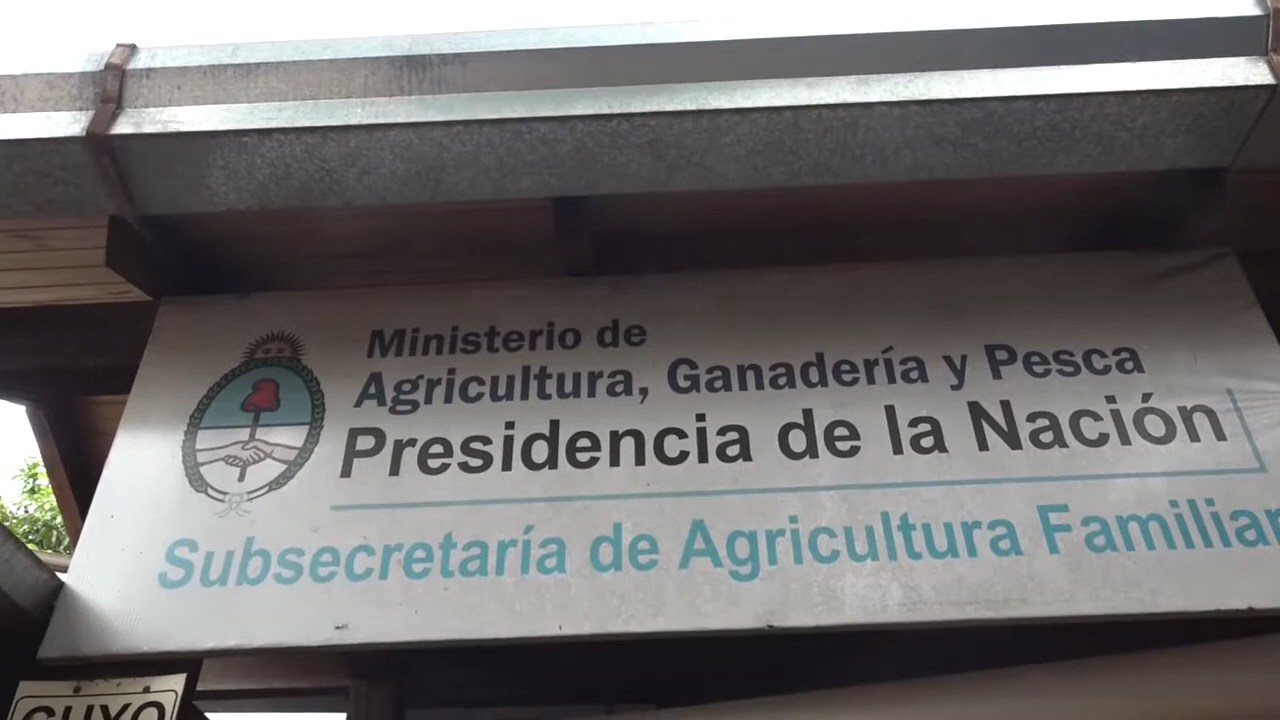 Ministerio de
Agricultura, Ganadería y Pesca
Presidencia de la Nación
Subsecretaría de Agricultura Familiar
CUYO